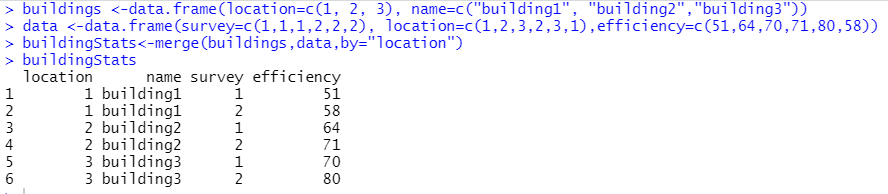 > buildings <-data.frame(location=c(1, 2, 3), name=c("building1", "building2","building3"))
> data <-data.frame(survey=c(1,1,1,2,2,2), location=c(1,2,3,2,3,1),efficiency=c(51,64,70,71,80,58))
> buildingStats<-merge(buildings,data,by="location")
> buildingStats
  location      name survey efficiency
1        1 building1      1         51
2        1 building1      2         58
3        2 building2      1         64
4        2 building2      2         71
5        3 building3      1         70
6        3 building3      2         80